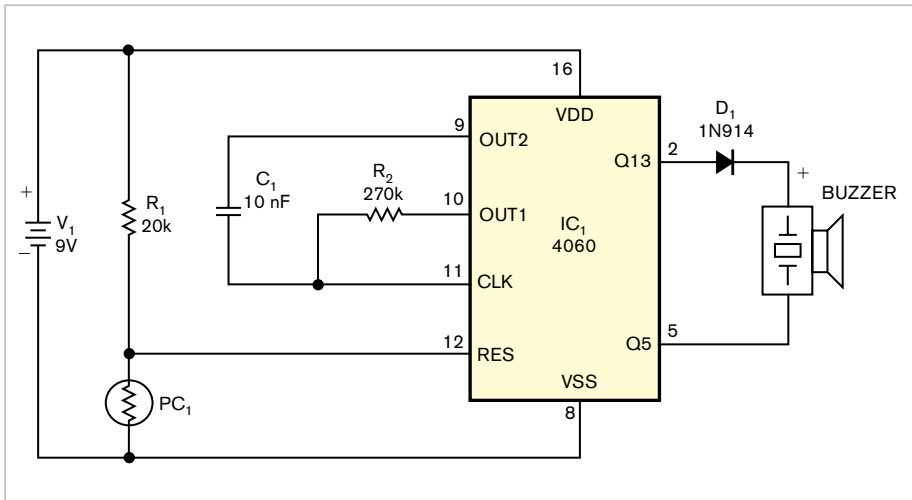 16
VDD
D₁
1N914
9
OUT2
Q13
2
+
BUZZER
C₁
10 nF
R₂
270k
10
OUT1
+
V₁
9V
−
R₁
20k
IC₁
4060
11
CLK
12
RES
Q5
5
VSS
8
PC₁